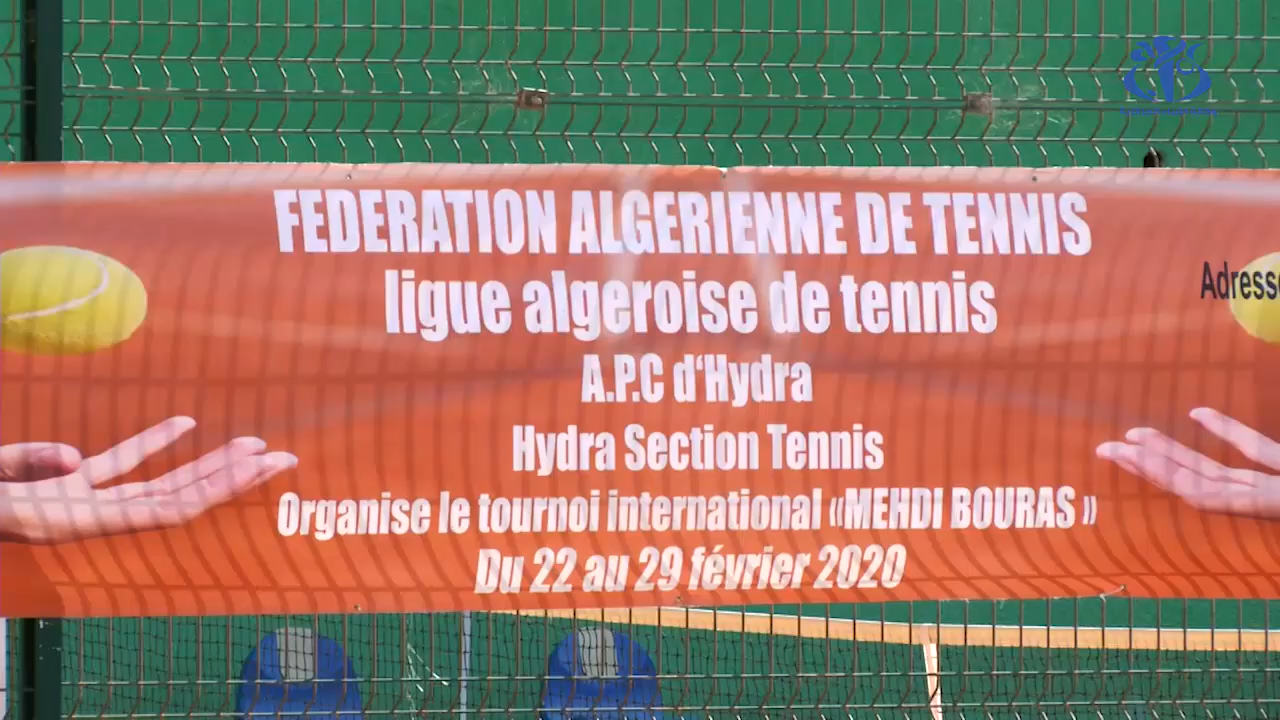 FEDERATION ALGERIENNE DE TENNIS
ligue algeroise de tennis
A.P.C d'Hydra
Hydra Section Tennis
Organise le tournoi international «MEHDI BOURAS »
Du 22 au 29 février 2020
Adresse